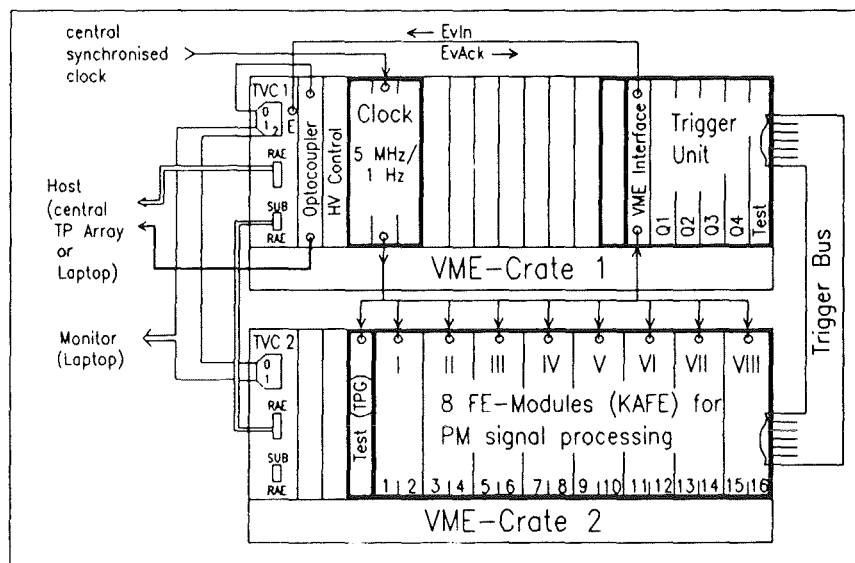 central
synchronised
clock
EvIn
EvAck
TVC 1
0
1
2
E
RAE
SUB
RAE
Optocoupler
HV Control
Clock
5 MHz/
1 Hz
VME Interface
Trigger
Unit
Q1
Q2
Q3
Q4
Test
VME-Crate 1
Host
(central
TP Array
or
Laptop)
Monitor
(Laptop)
Trigger Bus
TVC 2
0
1
RAE
SUB
RAE
Test (TPG)
I II III IV V VI VII VIII
8 FE-Modules (KAFE) for
PM signal processing
1 2 3 4 5 6 7 8 9 10 11 12 13 14 15 16
VME-Crate 2